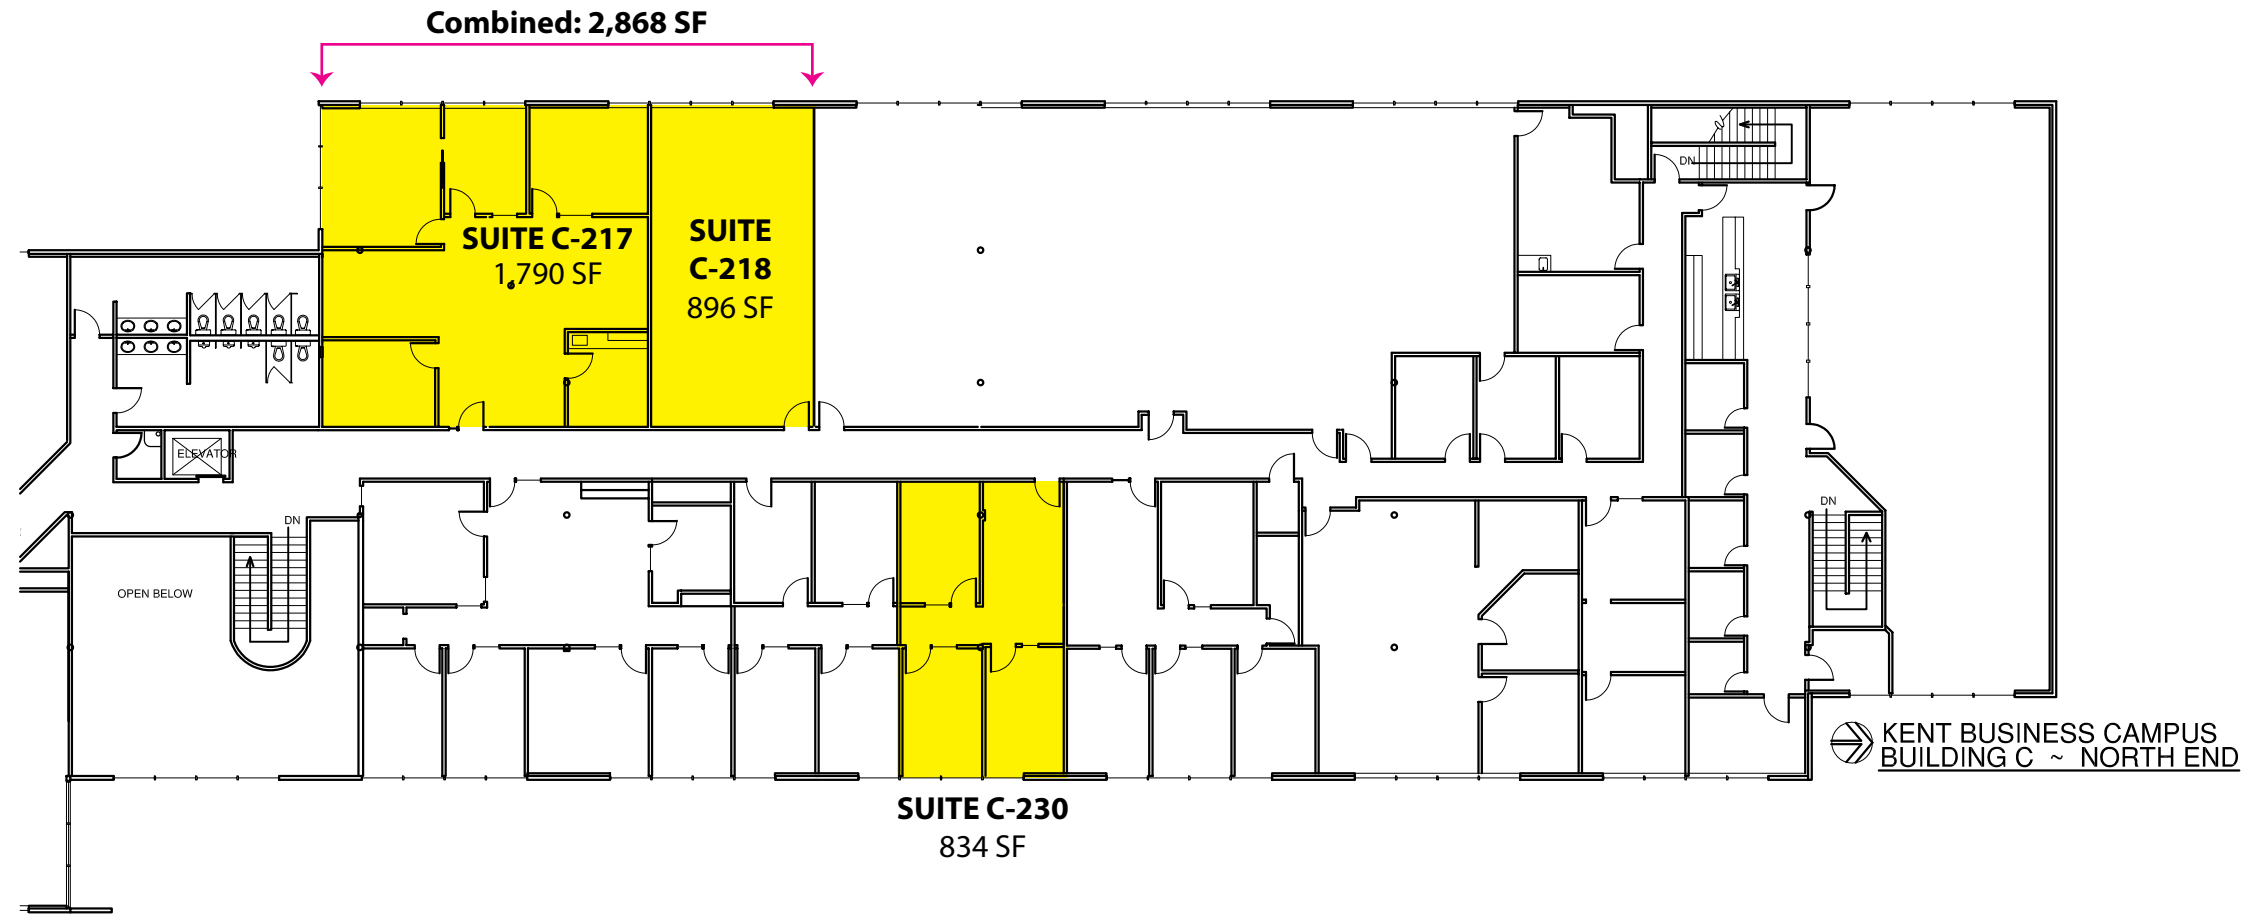 Combined: 2,868 SF
DN
SUITE C-217
1,790 SF
SUITE
C-218
896 SF
ELEVATOR
DN
DN
OPEN BELOW
KENT BUSINESS CAMPUS
BUILDING C ~ NORTH END
SUITE C-230
834 SF